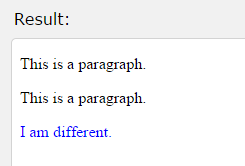 Result:
This is a paragraph.
This is a paragraph.
I am different.